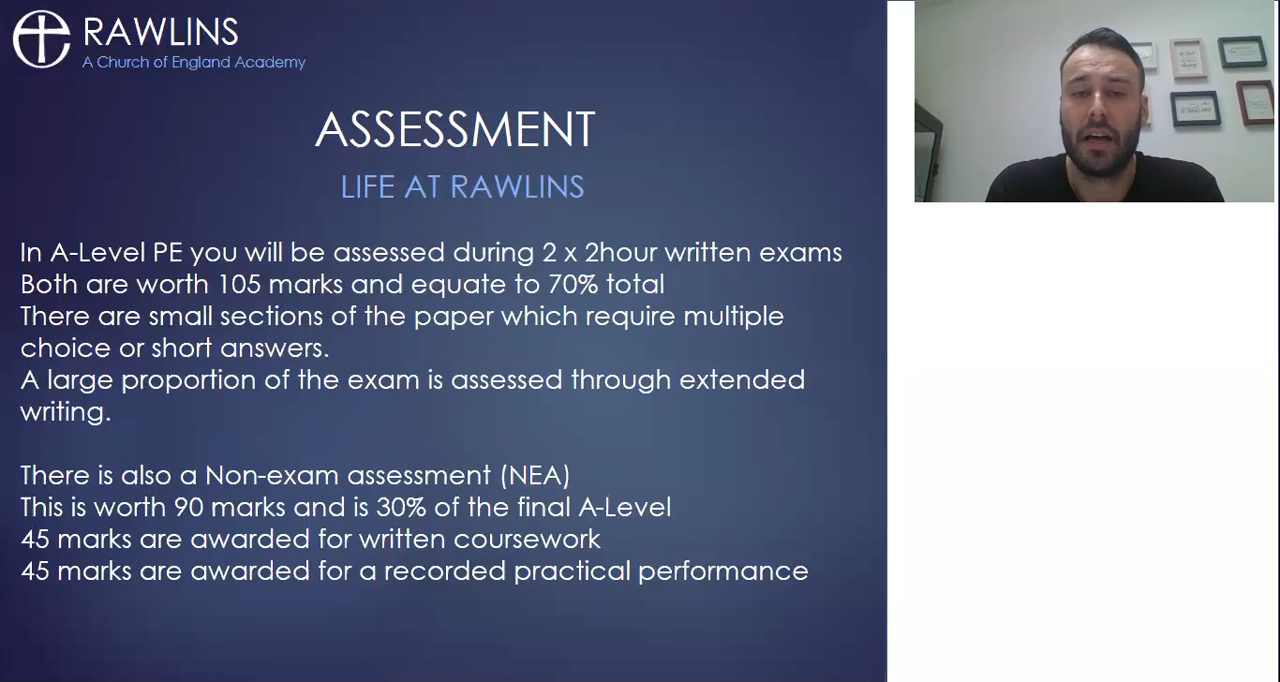 RAWLINS
A Church of England Academy
ASSESSMENT
LIFE AT RAWLINS
In A-Level PE you will be assessed during 2 x 2hour written exams
Both are worth 105 marks and equate to 70% total
There are small sections of the paper which require multiple
choice or short answers.
A large proportion of the exam is assessed through extended
writing.
There is also a Non-exam assessment (NEA)
This is worth 90 marks and is 30% of the final A-Level
45 marks are awarded for written coursework
45 marks are awarded for a recorded practical performance